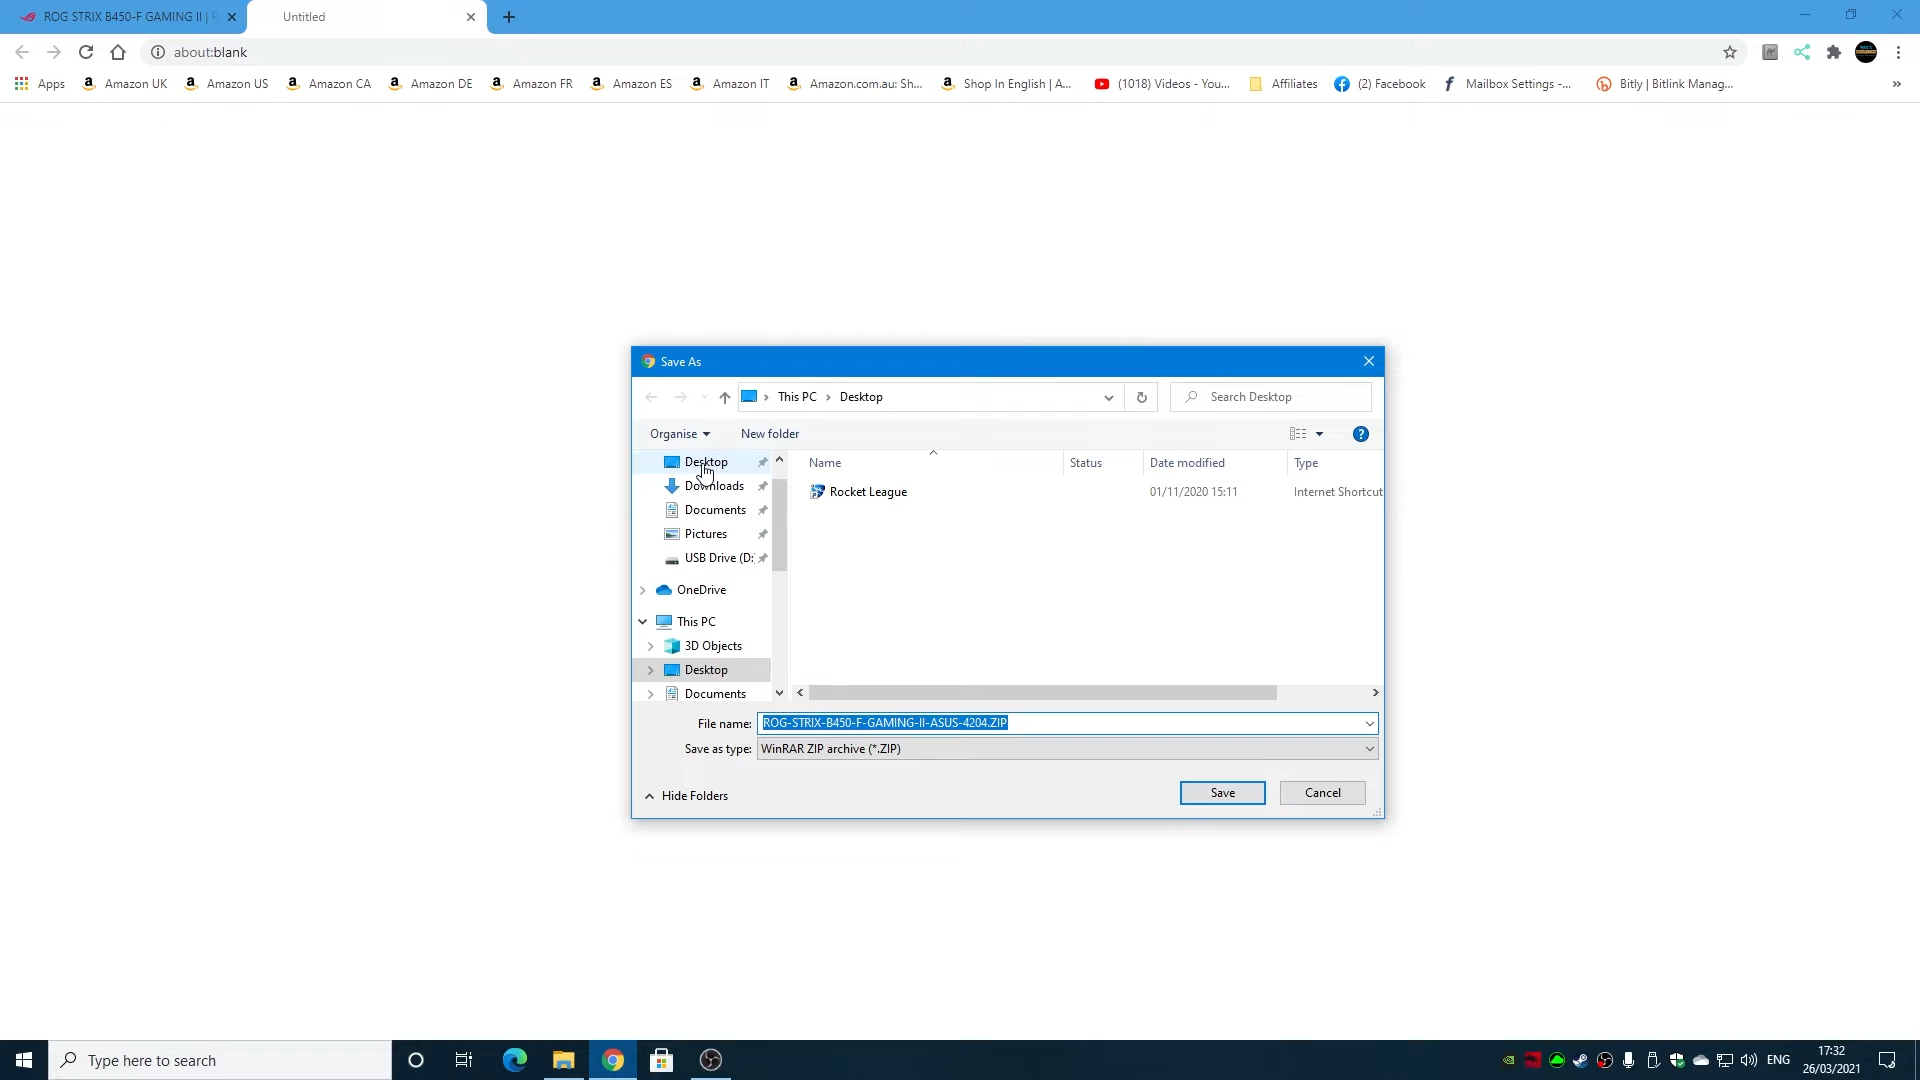 ROG STRIX B450-F GAMING II |
Untitled
about:blank
Apps
Amazon UK
Amazon US
Amazon CA
Amazon DE
Amazon FR
Amazon ES
Amazon IT
Amazon.com.au: Sh...
Shop In English | A...
(1018) Videos - You...
Affiliates
(2) Facebook
Mailbox Settings -...
Bitly | Bitlink Manag...
»
Save As
This PC
Desktop
Search Desktop
Organise
New folder
Desktop
Downloads
Documents
Pictures
USB Drive (D:
OneDrive
This PC
3D Objects
Desktop
Documents
Name
Status
Date modified
Type
Rocket League
01/11/2020 15:11
Internet Shortcut
File name:
ROG-STRIX-B450-F-GAMING-II-ASUS-4204.ZIP
Save as type:
WinRAR ZIP archive (*.ZIP)
Hide Folders
Save
Cancel
Type here to search
ENG
17:32
26/03/2021